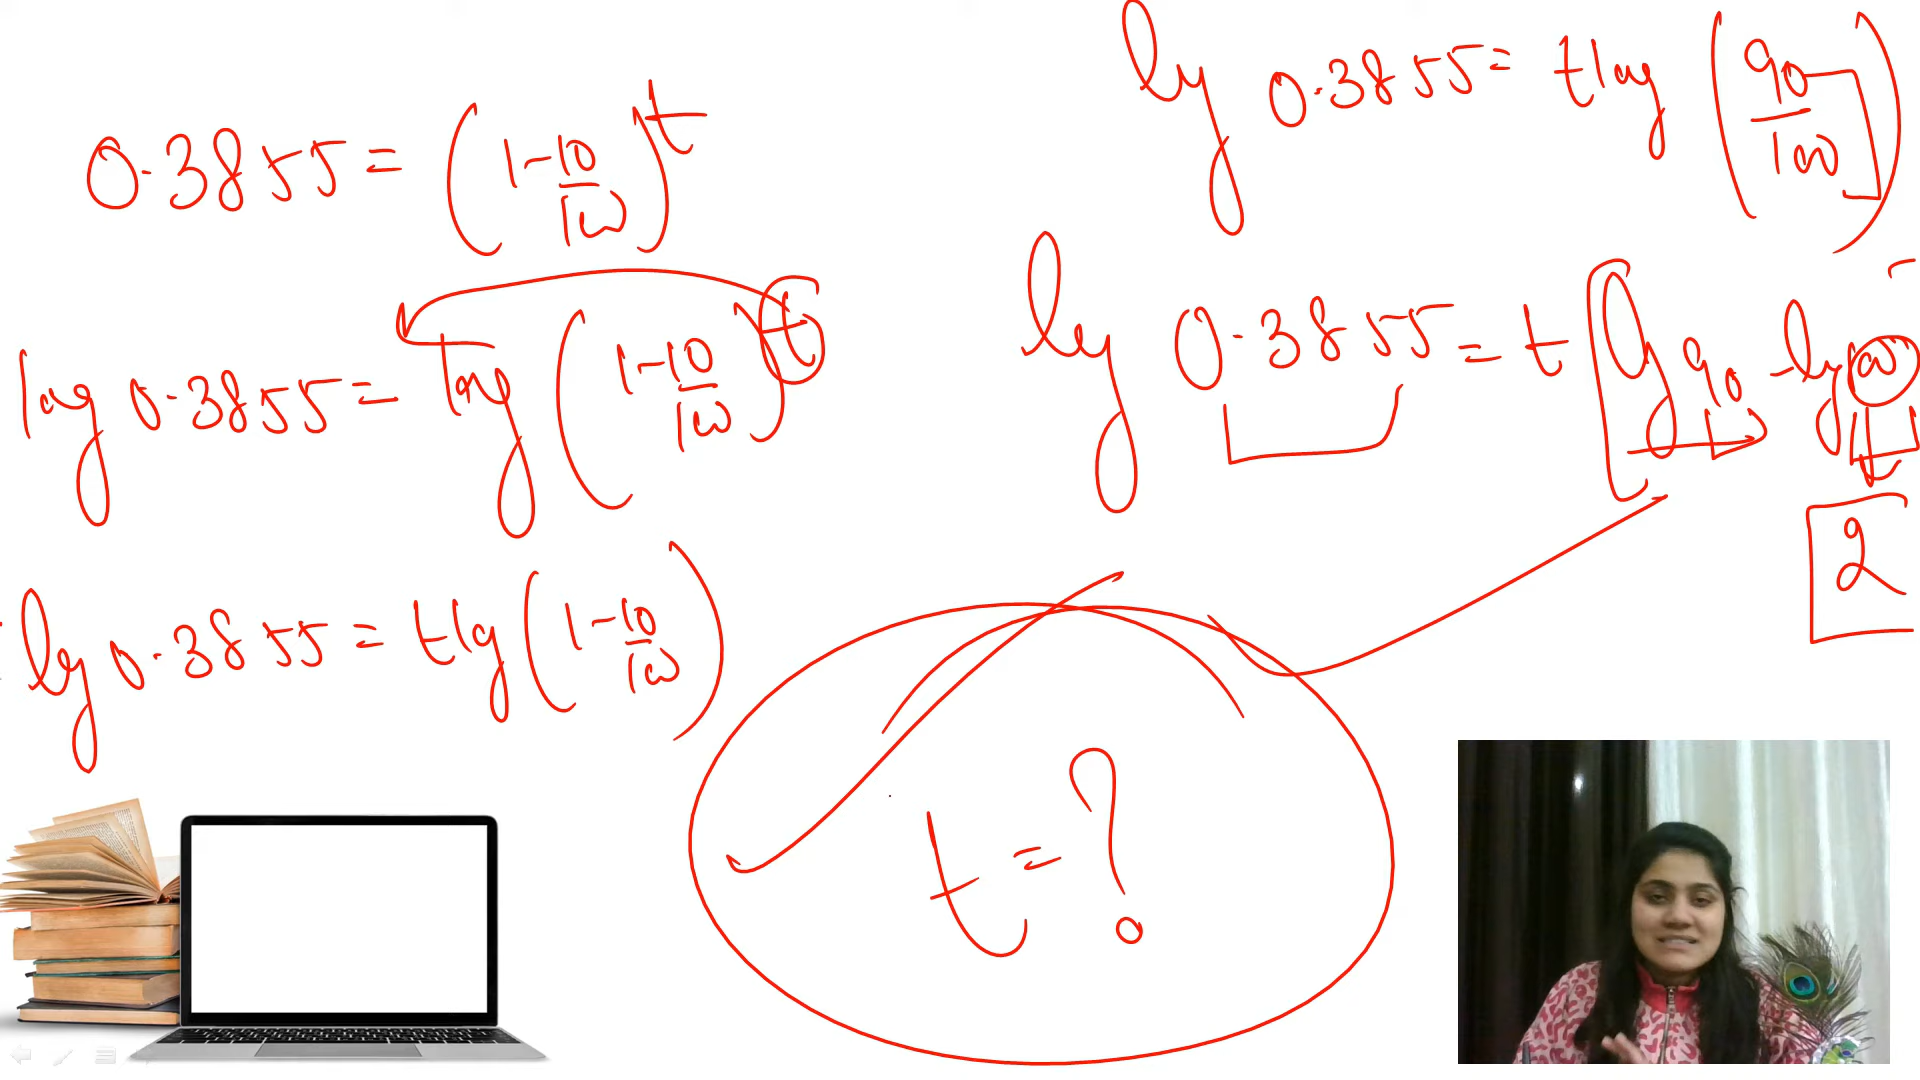 0.3855 = (1-10/100)^t
log 0.3855 = log (1-10/100)^t
log 0.3855 = t log (1-10/100)
log 0.3855 = t log (90/100)
log 0.3855 = t [log 90 - log 100
2
t = ?